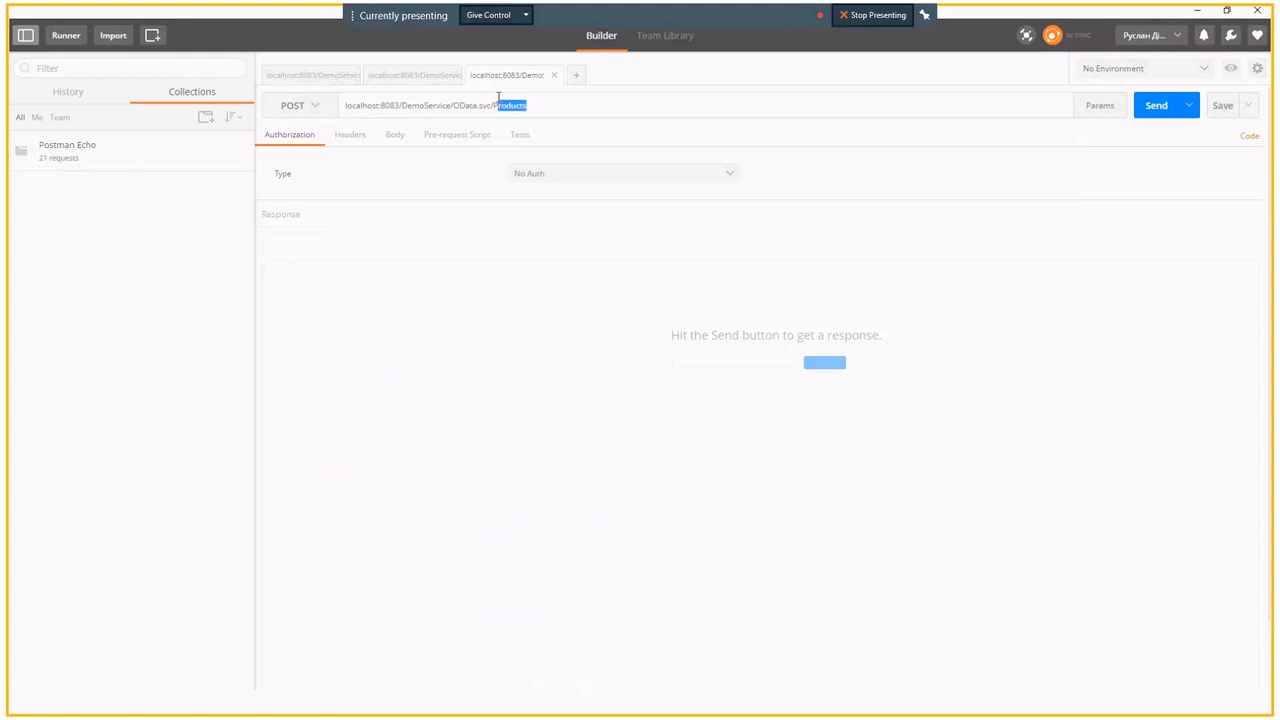 Currently presenting
Give Control
Stop Presenting
Runner
Import
Builder
Team Library
IN SYNC
Руслан Ді...
Filter
localhost:8083/DemoServic
localhost:8083/DemoServic
localhost:8083/Demo!
No Environment
History
Collections
POST
localhost:8083/DemoService/OData.svc/Products
Params
Send
Save
All
Me
Team
Authorization
Headers
Body
Pre-request Script
Tests
Code
Postman Echo
21 requests
Type
No Auth
Response
Hit the Send button to get a response.